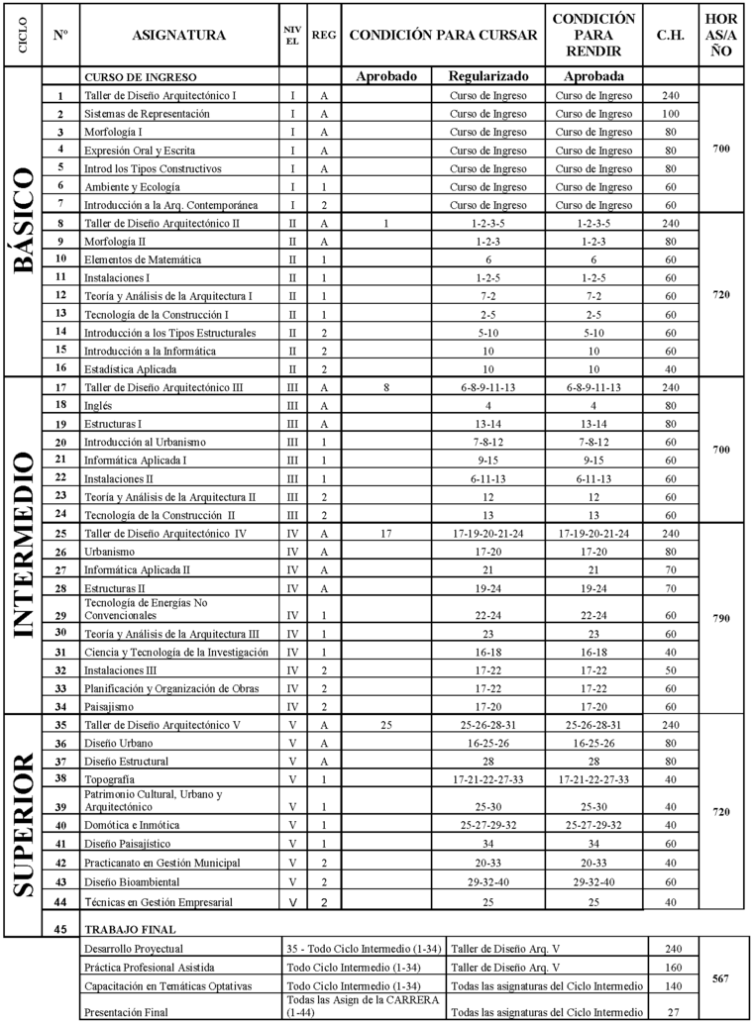 CICLO Nº ASIGNATURA NIVEL REG CONDICIÓN PARA CURSAR CONDICIÓN PARA RENDIR C.H. HORAS/AÑO
CURSO DE INGRESO Aprobado Regularizado Aprobada
BÁSICO
1 Taller de Diseño Arquitectónico I I A Curso de Ingreso Curso de Ingreso 240
2 Sistemas de Representación I A Curso de Ingreso Curso de Ingreso 100
3 Morfología I I A Curso de Ingreso Curso de Ingreso 80
4 Expresión Oral y Escrita I A Curso de Ingreso Curso de Ingreso 80 700
5 Introd los Tipos Constructivos I A Curso de Ingreso Curso de Ingreso 80
6 Ambiente y Ecología I 1 Curso de Ingreso Curso de Ingreso 60
7 Introducción a la Arq. Contemporánea I 2 Curso de Ingreso Curso de Ingreso 60
8 Taller de Diseño Arquitectónico II II A 1 1-2-3-5 1-2-3-5 240
9 Morfología II II A 1-2-3 1-2-3 80
10 Elementos de Matemática II 1 6 6 60
11 Instalaciones I II 1 1-2-5 1-2-5 60
12 Teoría y Análisis de la Arquitectura I II 1 7-2 7-2 60 720
13 Tecnología de la Construcción I II 1 2-5 2-5 60
14 Introducción a los Tipos Estructurales II 2 5-10 5-10 60
15 Introducción a la Informática II 2 10 10 60
16 Estadística Aplicada II 2 10 10 40
INTERMEDIO
17 Taller de Diseño Arquitectónico III III A 8 6-8-9-11-13 6-8-9-11-13 240
18 Inglés III A 4 4 80
19 Estructuras I III A 13-14 13-14 80
20 Introducción al Urbanismo III 1 7-8-12 7-8-12 60 700
21 Informática Aplicada I III 1 9-15 9-15 60
22 Instalaciones II III 1 6-11-13 6-11-13 60
23 Teoría y Análisis de la Arquitectura II III 2 12 12 60
24 Tecnología de la Construcción II III 2 13 13 60
25 Taller de Diseño Arquitectónico IV IV A 17 17-19-20-21-24 17-19-20-21-24 240
26 Urbanismo IV A 17-20 17-20 80
27 Informática Aplicada II IV A 21 21 70
28 Estructuras II IV A 19-24 19-24 70
29 Tecnología de Energías No
Convencionales IV 1 22-24 22-24 60 790
30 Teoría y Análisis de la Arquitectura III IV 1 23 23 60
31 Ciencia y Tecnología de la Investigación IV 1 16-18 16-18 40
32 Instalaciones III IV 2 17-22 17-22 50
33 Planificación y Organización de Obras IV 2 17-22 17-22 60
34 Paisajismo IV 2 17-20 17-20 60
SUPERIOR
35 Taller de Diseño Arquitectónico V V A 25 25-26-28-31 25-26-28-31 240
36 Diseño Urbano V A 16-25-26 16-25-26 80
37 Diseño Estructural V A 28 28 80
38 Topografía V 1 17-21-22-27-33 17-21-22-27-33 40
39 Patrimonio Cultural, Urbano y
Arquitectónico V 1 25-30 25-30 40 720
40 Domótica e Inmótica V 1 25-27-29-32 25-27-29-32 40
41 Diseño Paisajístico V 1 34 34 60
42 Practicanato en Gestión Municipal V 2 20-33 20-33 40
43 Diseño Bioambiental V 2 29-32-40 29-32-40 60
44 Técnicas en Gestión Empresarial V 2 25 25 40
45 TRABAJO FINAL
Desarrollo Proyectual 35 - Todo Ciclo Intermedio (1-34) Taller de Diseño Arq. V 240
Práctica Profesional Asistida Todo Ciclo Intermedio (1-34) Taller de Diseño Arq. V 160
Capacitación en Temáticas Optativas Todo Ciclo Intermedio (1-34) Todas las asignaturas del Ciclo Intermedio 140 567
Presentación Final Todas las Asign de la CARRERA
(1-44) Todas las asignaturas del Ciclo Intermedio 27